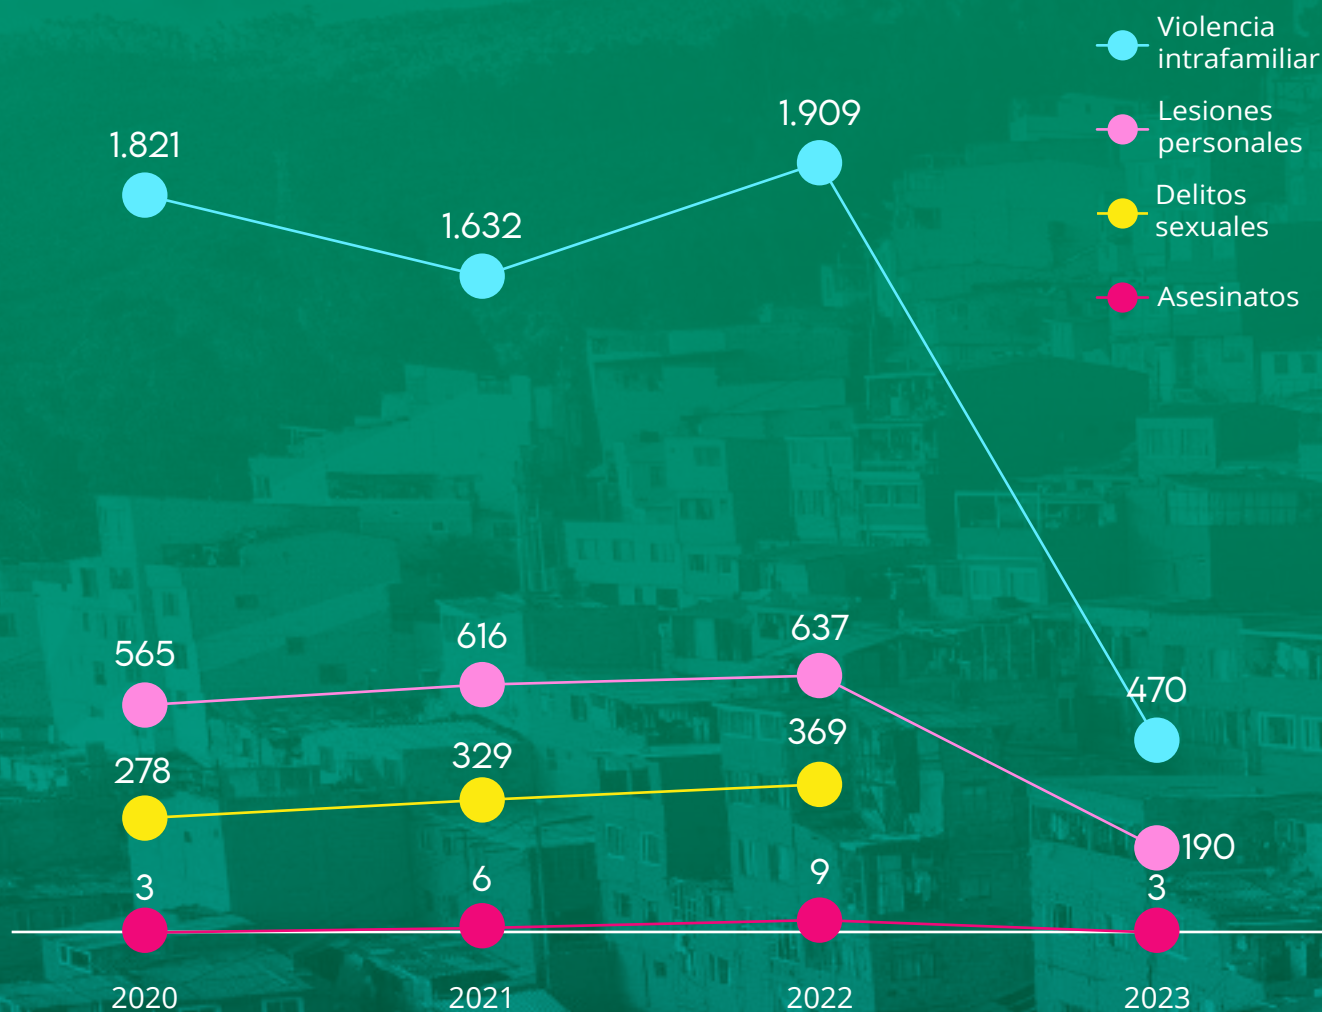 Violencia
intrafamiliar
Lesiones
personales
Delitos
sexuales
Asesinatos
1.821
1.632
1.909
470
565
616
637
190
278
329
369
3
6
9
3
2020
2021
2022
2023